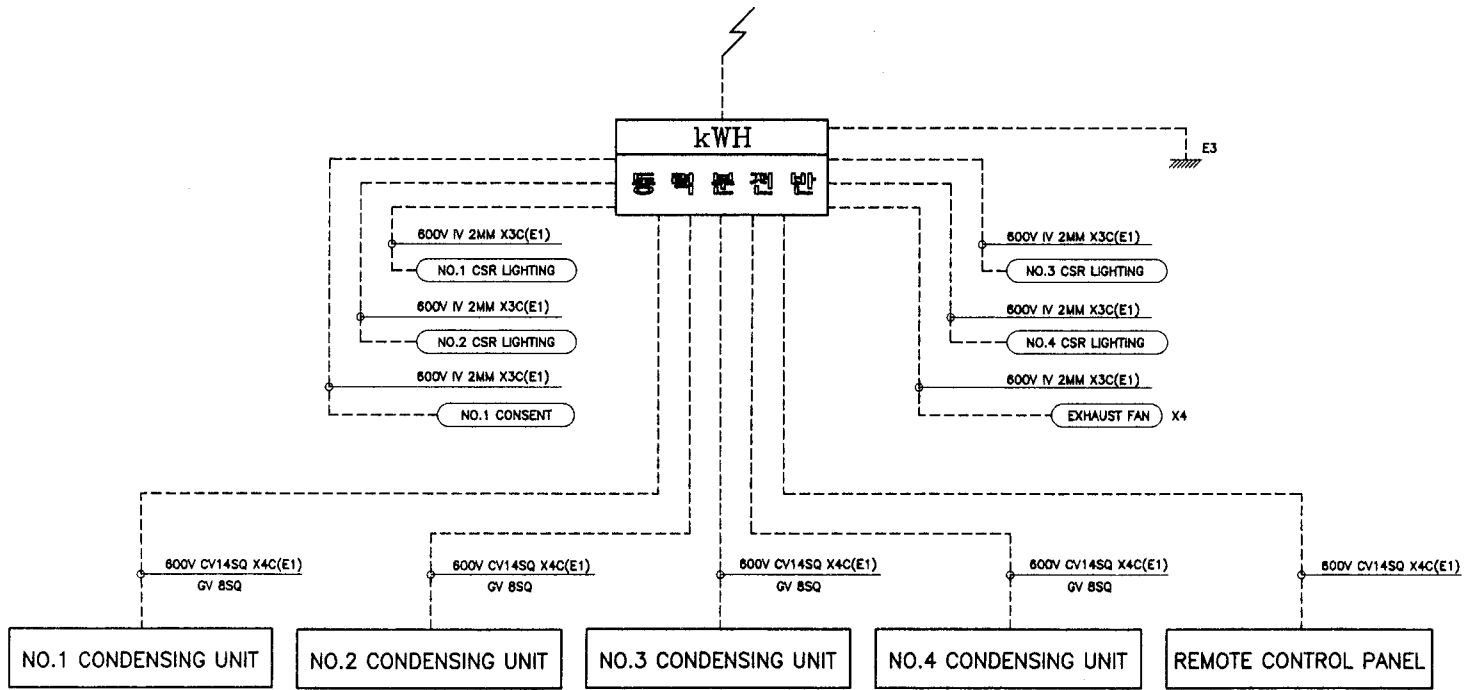 kWH
E3
동력분전반
600V IV 2MM X3C(E1)
NO.1 CSR LIGHTING
600V IV 2MM X3C(E1)
NO.2 CSR LIGHTING
600V IV 2MM X3C(E1)
NO.1 CONSENT
600V IV 2MM X3C(E1)
NO.3 CSR LIGHTING
600V IV 2MM X3C(E1)
NO.4 CSR LIGHTING
600V IV 2MM X3C(E1)
EXHAUST FAN X4
600V CV14SQ X4C(E1)
GV 8SQ
600V CV14SQ X4C(E1)
GV 8SQ
600V CV14SQ X4C(E1)
GV 8SQ
600V CV14SQ X4C(E1)
GV 8SQ
600V CV14SQ X4C(E1)
NO.1 CONDENSING UNIT
NO.2 CONDENSING UNIT
NO.3 CONDENSING UNIT
NO.4 CONDENSING UNIT
REMOTE CONTROL PANEL